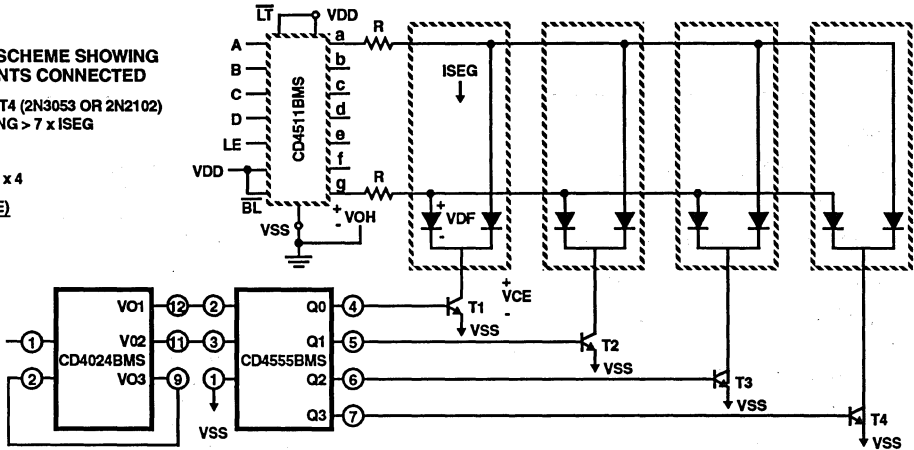 LT VDD
SCHEME SHOWING
NTS CONNECTED
T4 (2N3053 OR 2N2102)
NG > 7 x ISEG
x 4
E)
A
B
C
D
LE
VDD
BL
CD4511BMS
a
b
c
d
e
f
g
R
R
ISEG
+
VDF
-
+
VOH
-
VSS
+
VCE
-
T1
VSS
T2
VSS
T3
VSS
T4
VSS
1
2
CD4024BMS
VO1
V02
VO3
12
11
9
2
3
1
VSS
CD4555BMS
Q0
Q1
Q2
Q3
4
5
6
7